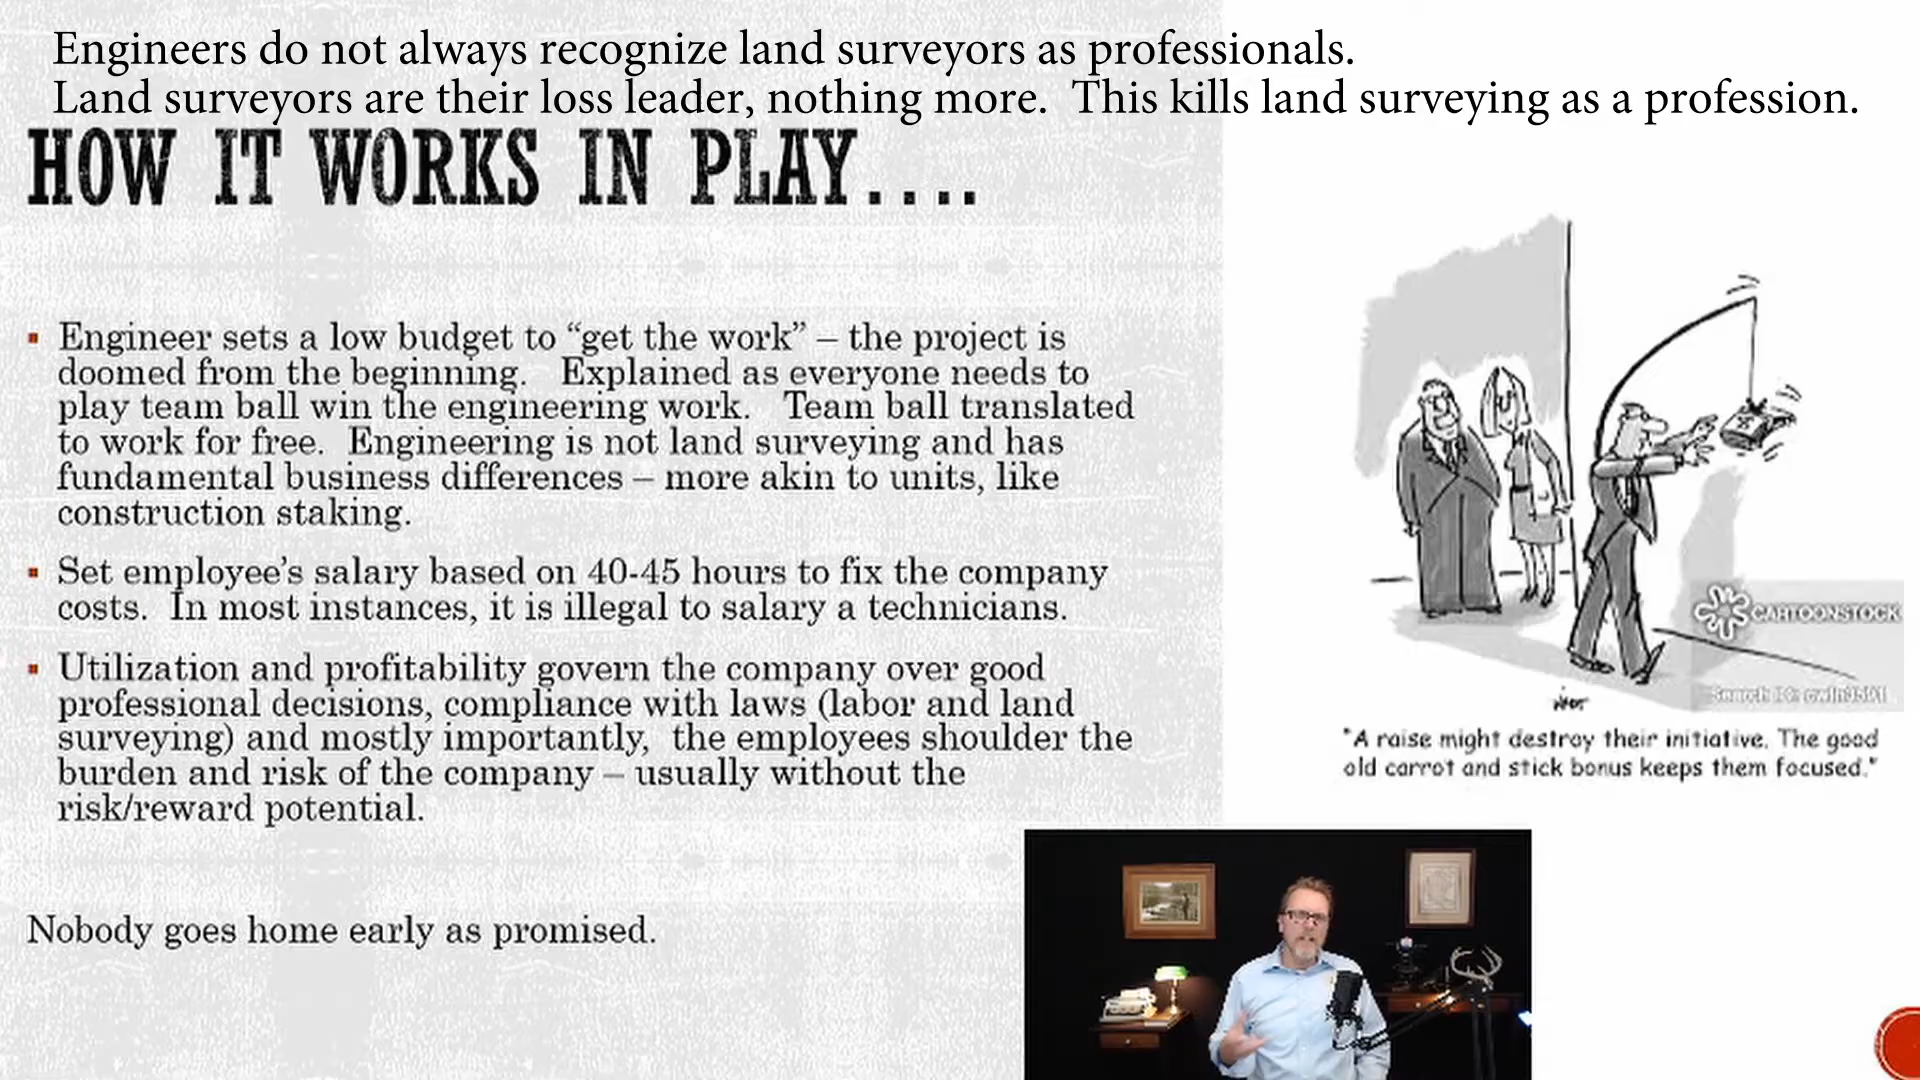 Engineers do not always recognize land surveyors as professionals.
Land surveyors are their loss leader, nothing more. This kills land surveying as a profession.
HOW IT WORKS IN PLAY....
▪ Engineer sets a low budget to “get the work” – the project is
doomed from the beginning. Explained as everyone needs to
play team ball win the engineering work. Team ball translated
to work for free. Engineering is not land surveying and has
fundamental business differences – more akin to units, like
construction staking.
▪ Set employee’s salary based on 40-45 hours to fix the company
costs. In most instances, it is illegal to salary a technicians.
▪ Utilization and profitability govern the company over good
professional decisions, compliance with laws (labor and land
surveying) and mostly importantly, the employees shoulder the
burden and risk of the company – usually without the
risk/reward potential.
Nobody goes home early as promised.
CARTOONSTOCK
Search ID:
"A raise might destroy their initiative. The good
old carrot and stick bonus keeps them focused."